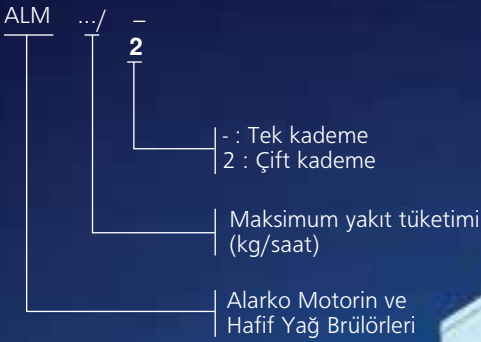 ALM .../ –
2
- : Tek kademe
2 : Çift kademe
Maksimum yakıt tüketimi
(kg/saat)
Alarko Motorin ve
Hafif Yağ Brülörleri